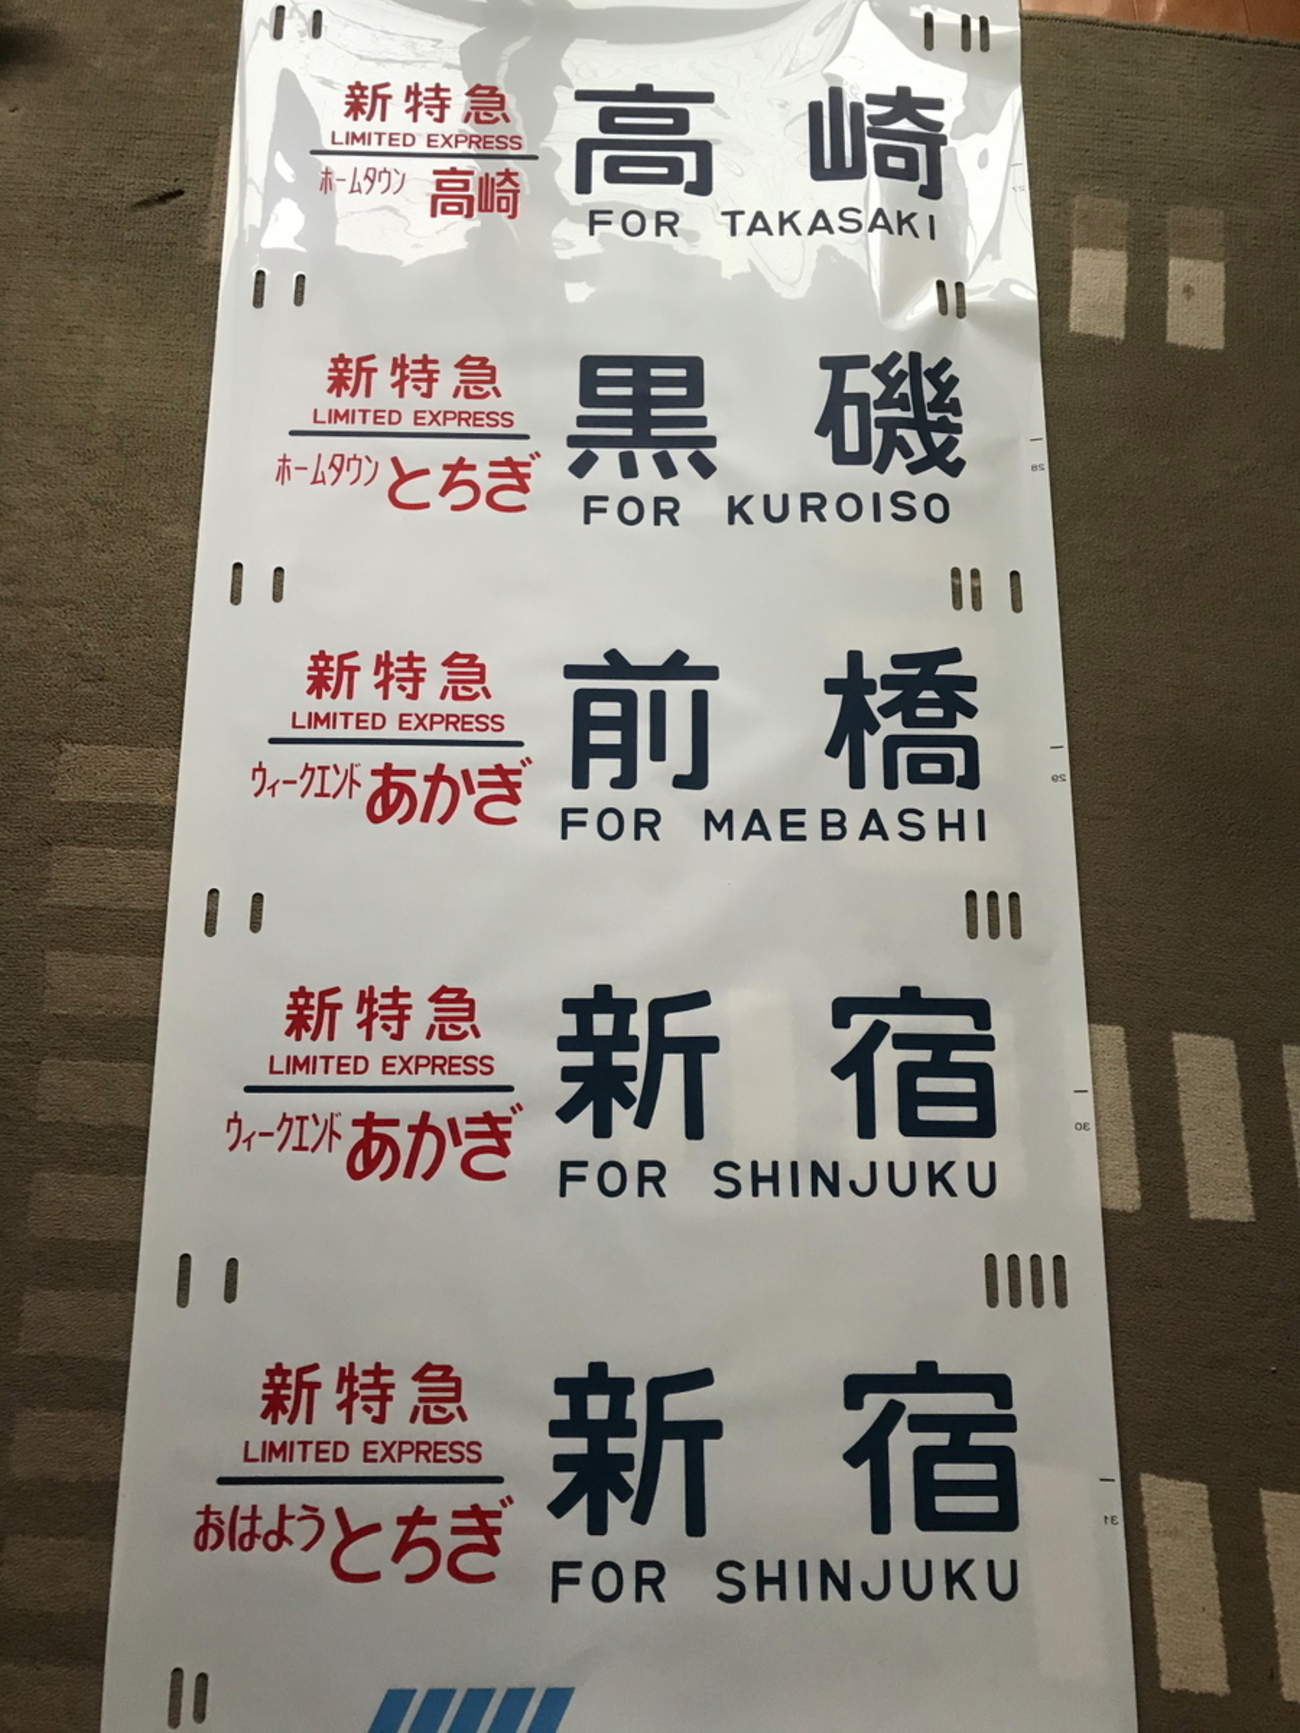 新特急
LIMITED EXPRESS
ホームタウン 高崎
高崎
FOR TAKASAKI
新特急
LIMITED EXPRESS
ホームタウン とちぎ
黒磯
FOR KUROISO
28
新特急
LIMITED EXPRESS
ウィークエンド あかぎ
前橋
FOR MAEBASHI
29
新特急
LIMITED EXPRESS
ウィークエンド あかぎ
新宿
FOR SHINJUKU
30
新特急
LIMITED EXPRESS
おはよう とちぎ
新宿
FOR SHINJUKU
31